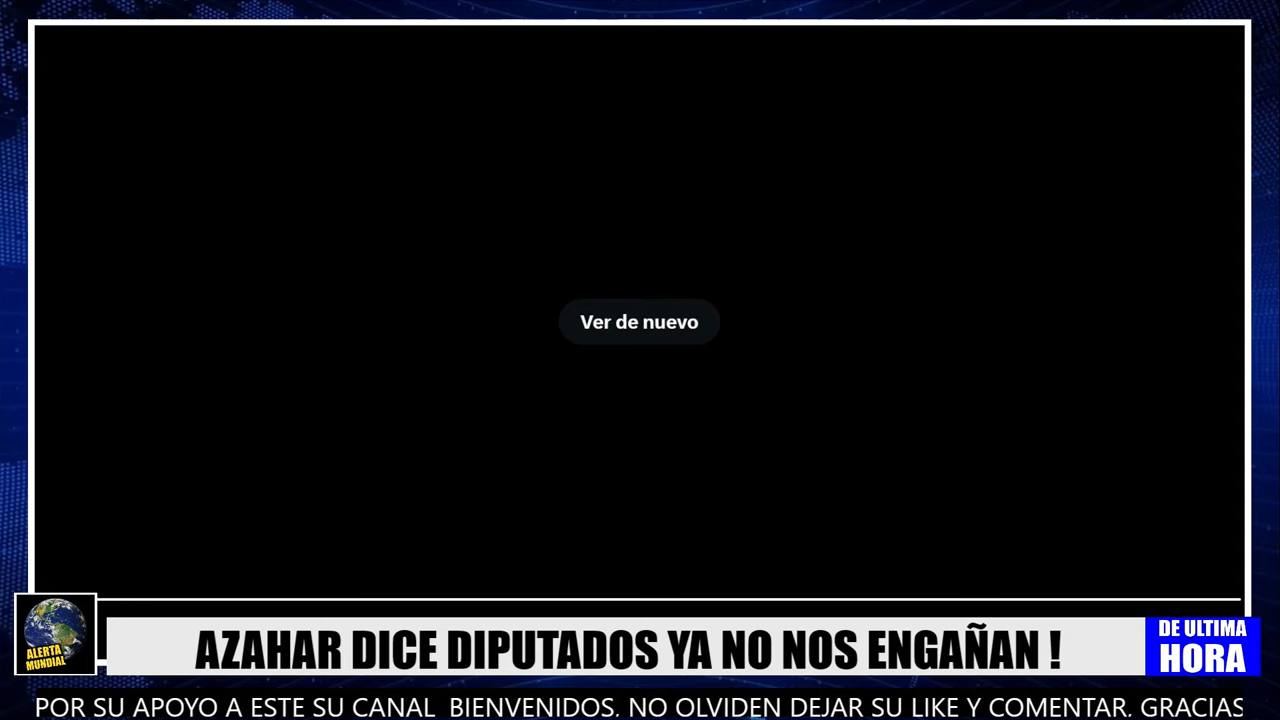 Ver de nuevo
ALERTA
MUNDIAL
AZAHAR DICE DIPUTADOS YA NO NOS ENGAÑAN !
DE ULTIMA
HORA
POR SU APOYO A ESTE SU CANAL BIENVENIDOS. NO OLVIDEN DEJAR SU LIKE Y COMENTAR. GRACIAS